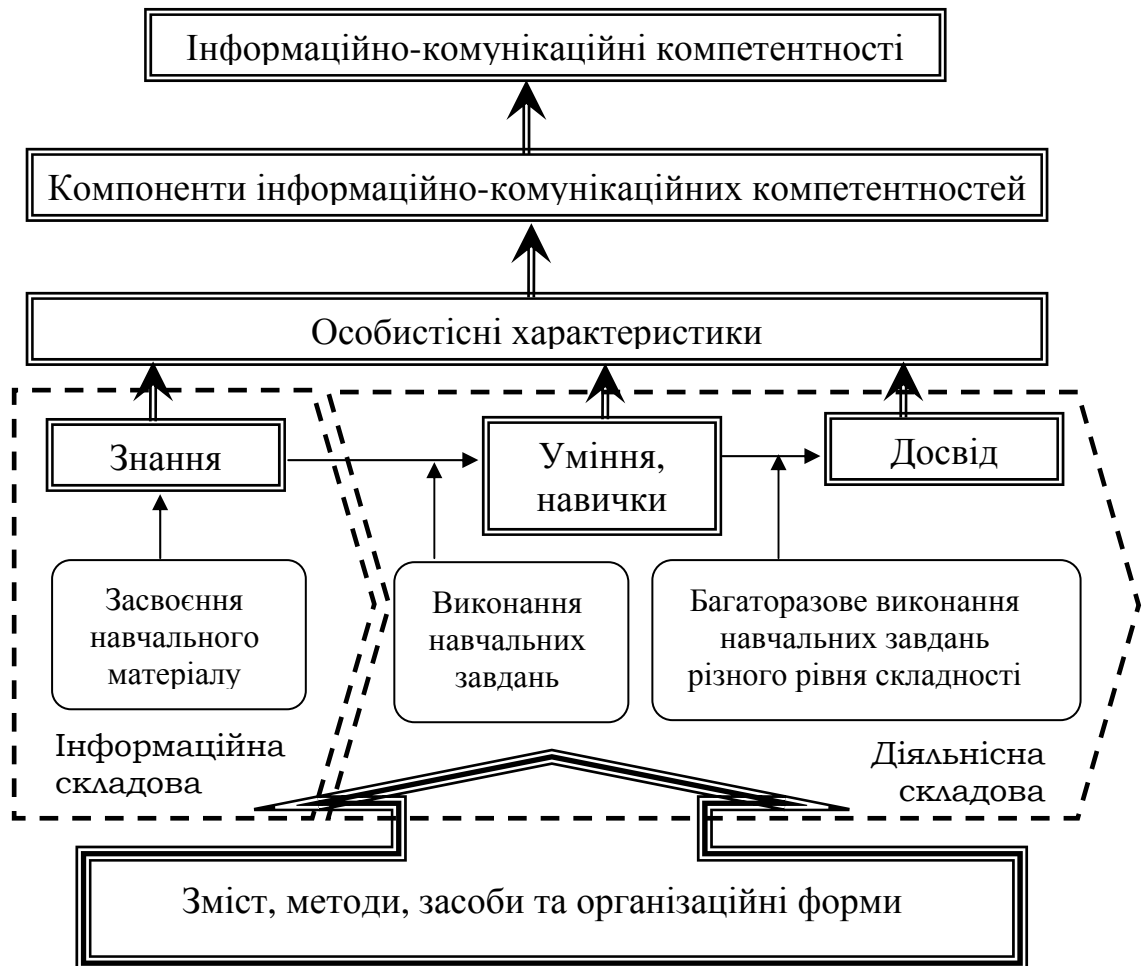 Інформаційно-комунікаційні компетентності
Компоненти інформаційно-комунікаційних компетентностей
Особистісні характеристики
Знання
Уміння,
навички
Досвід
Засвоєння
навчального
матеріалу
Виконання
навчальних
завдань
Багаторазове виконання
навчальних завдань
різного рівня складності
Інформаційна
складова
Діяльнісна
складова
Зміст, методи, засоби та організаційні форми